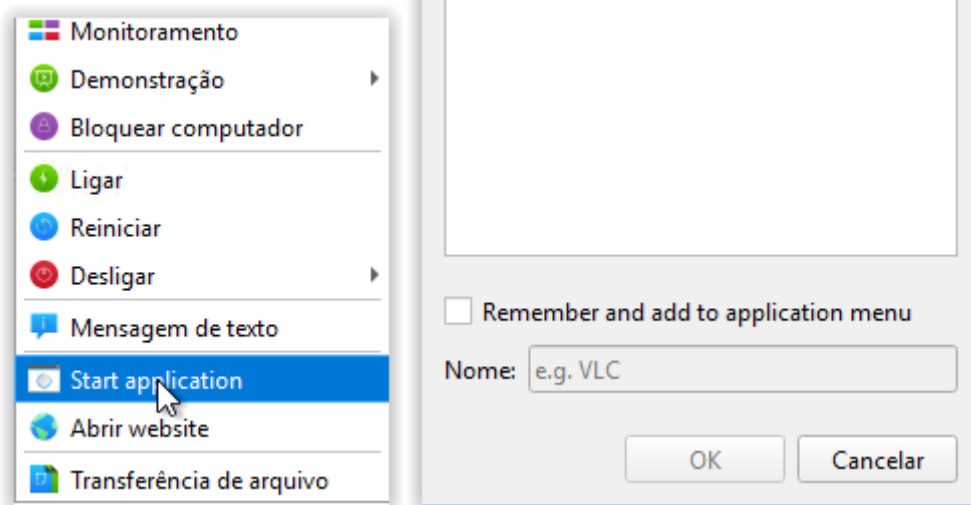 Monitoramento
Demonstração
Bloquear computador
Ligar
Reiniciar
Desligar
Mensagem de texto
Start application
Abrir website
Transferência de arquivo
Remember and add to application menu
Nome: e.g. VLC
OK Cancelar